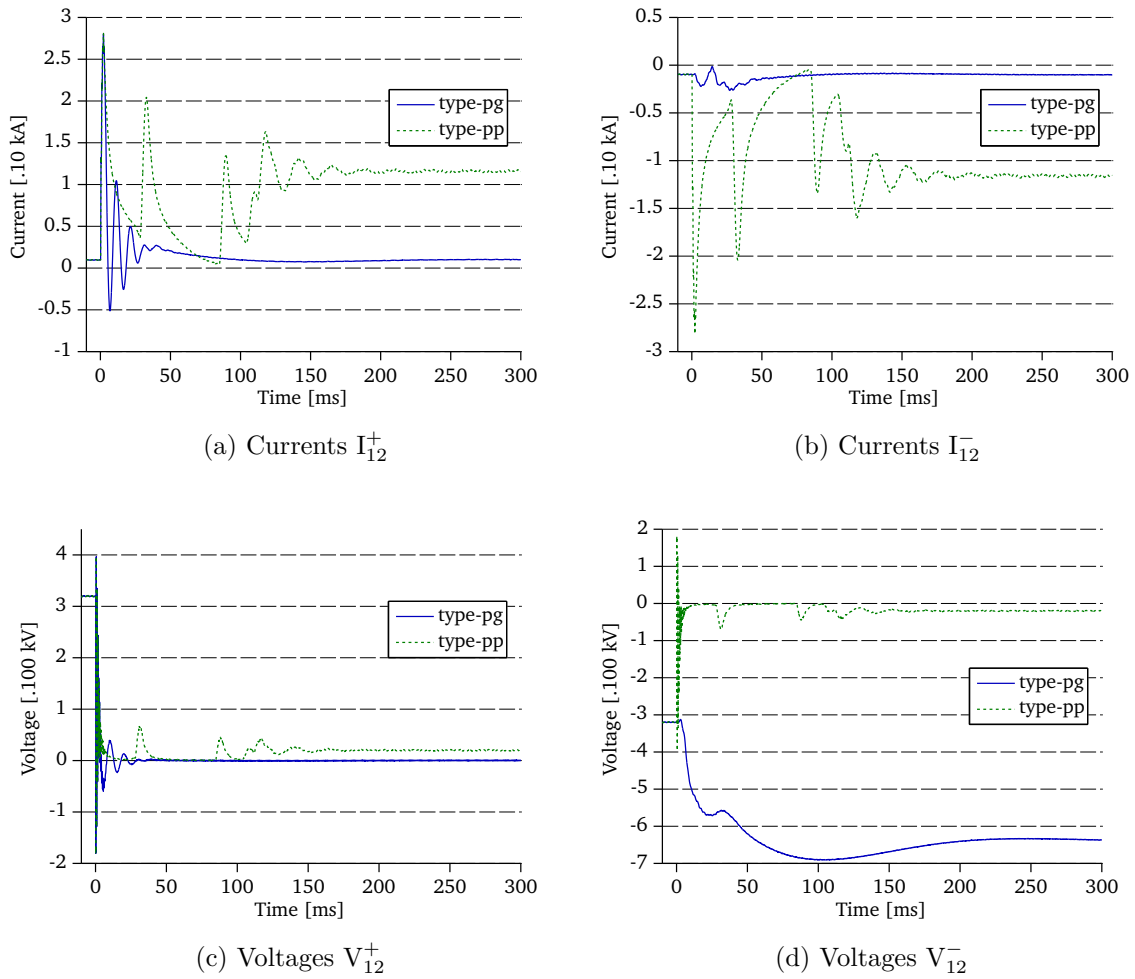 3
2.5
2
1.5
1
0.5
0
-0.5
-1
0 50 100 150 200 250 300
Current [.10 kA]
Time [ms]
type-pg
type-pp
(a) Currents I₁₂⁺
0.5
0
-0.5
-1
-1.5
-2
-2.5
-3
0 50 100 150 200 250 300
Current [.10 kA]
Time [ms]
type-pg
type-pp
(b) Currents I₁₂⁻
4
3
2
1
0
-1
-2
0 50 100 150 200 250 300
Voltage [.100 kV]
Time [ms]
type-pg
type-pp
(c) Voltages V₁₂⁺
2
1
0
-1
-2
-3
-4
-5
-6
-7
0 50 100 150 200 250 300
Voltage [.100 kV]
Time [ms]
type-pg
type-pp
(d) Voltages V₁₂⁻